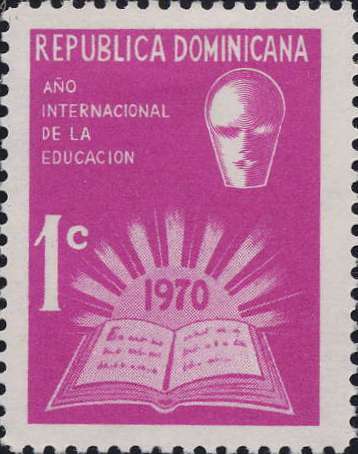 REPUBLICA DOMINICANA
AÑO
INTERNACIONAL
DE LA
EDUCACION
1c
1970